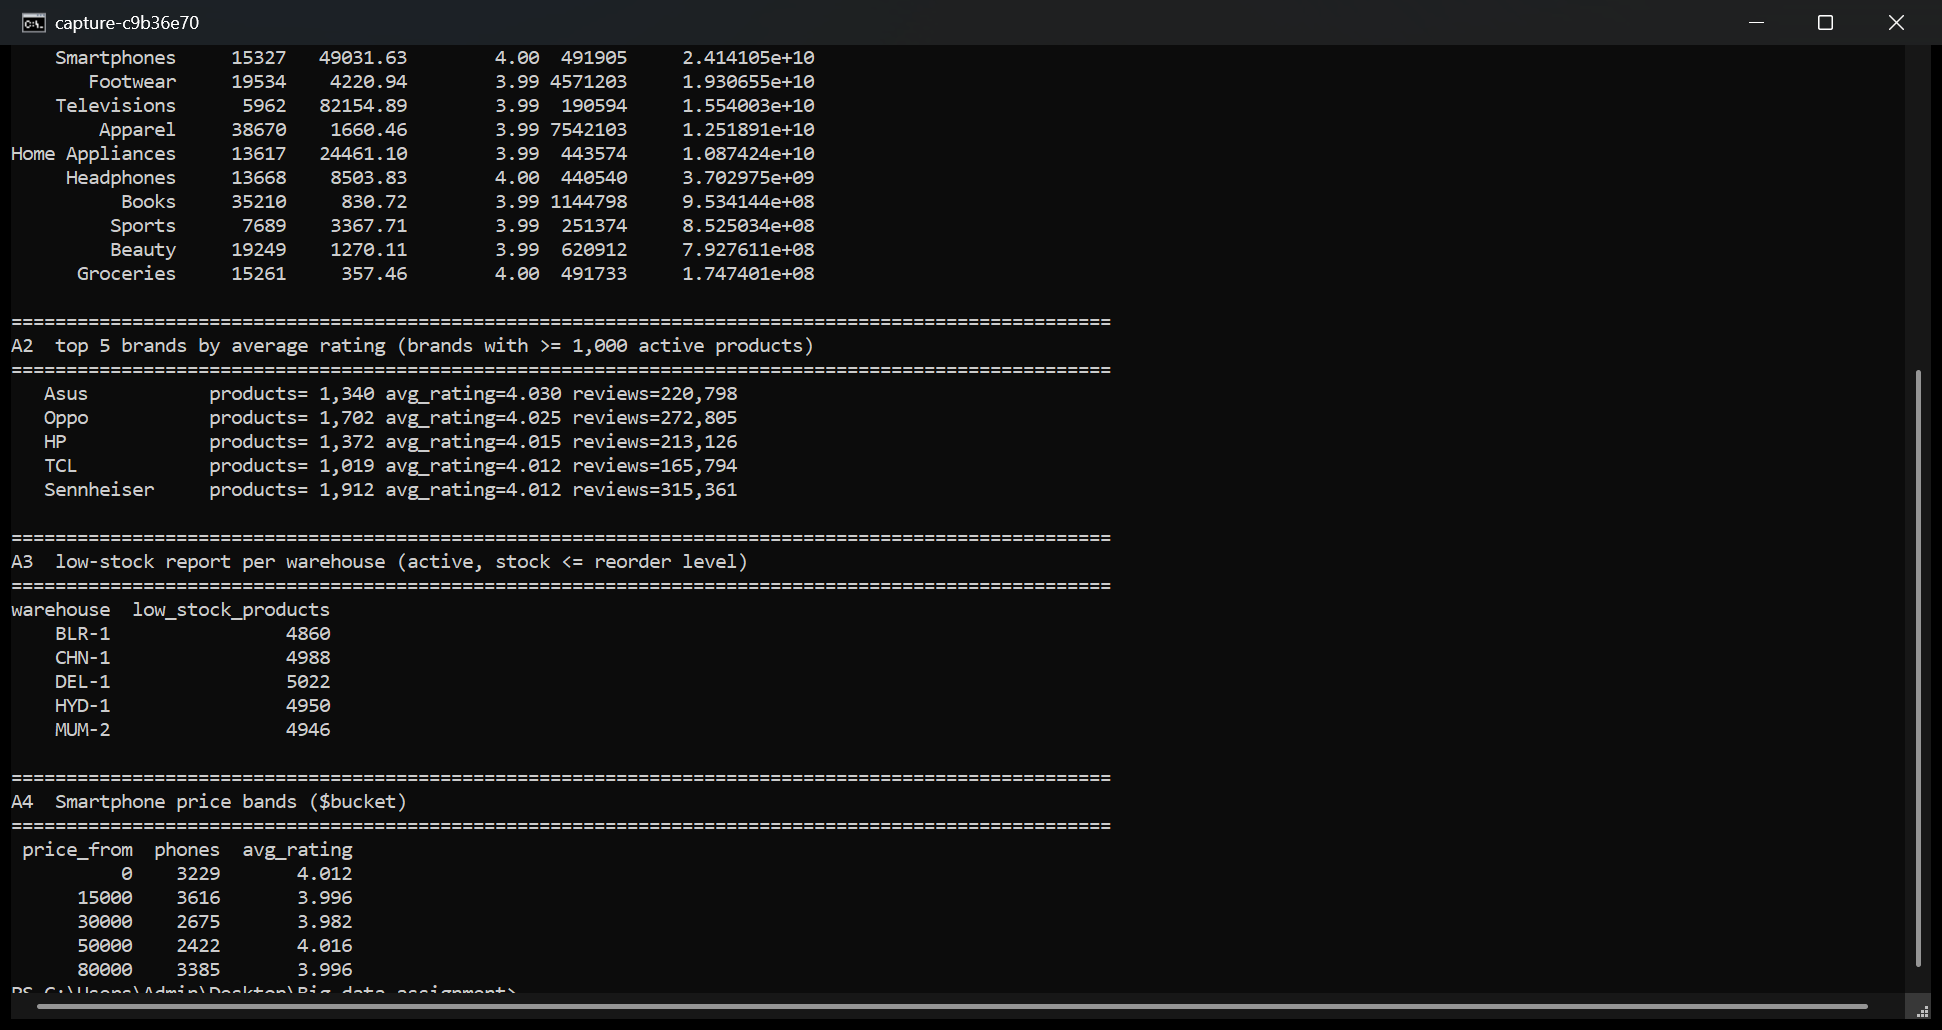 capture-c9b36e70
Smartphones 15327 49031.63 4.00 491905 2.414105e+10
Footwear 19534 4220.94 3.99 4571203 1.930655e+10
Televisions 5962 82154.89 3.99 190594 1.554003e+10
Apparel 38670 1660.46 3.99 7542103 1.251891e+10
Home Appliances 13617 24461.10 3.99 443574 1.087424e+10
Headphones 13668 8503.83 4.00 440540 3.702975e+09
Books 35210 830.72 3.99 1144798 9.534144e+08
Sports 7689 3367.71 3.99 251374 8.525034e+08
Beauty 19249 1270.11 3.99 620912 7.927611e+08
Groceries 15261 357.46 4.00 491733 1.747401e+08
====================================================================================================
A2 top 5 brands by average rating (brands with >= 1,000 active products)
====================================================================================================
Asus products= 1,340 avg_rating=4.030 reviews=220,798
Oppo products= 1,702 avg_rating=4.025 reviews=272,805
HP products= 1,372 avg_rating=4.015 reviews=213,126
TCL products= 1,019 avg_rating=4.012 reviews=165,794
Sennheiser products= 1,912 avg_rating=4.012 reviews=315,361
====================================================================================================
A3 low-stock report per warehouse (active, stock <= reorder level)
====================================================================================================
warehouse low_stock_products
BLR-1 4860
CHN-1 4988
DEL-1 5022
HYD-1 4950
MUM-2 4946
====================================================================================================
A4 Smartphone price bands ($bucket)
====================================================================================================
price_from phones avg_rating
0 3229 4.012
15000 3616 3.996
30000 2675 3.982
50000 2422 4.016
80000 3385 3.996
PS C:\Users\Admin\Desktop\Big data assignment>